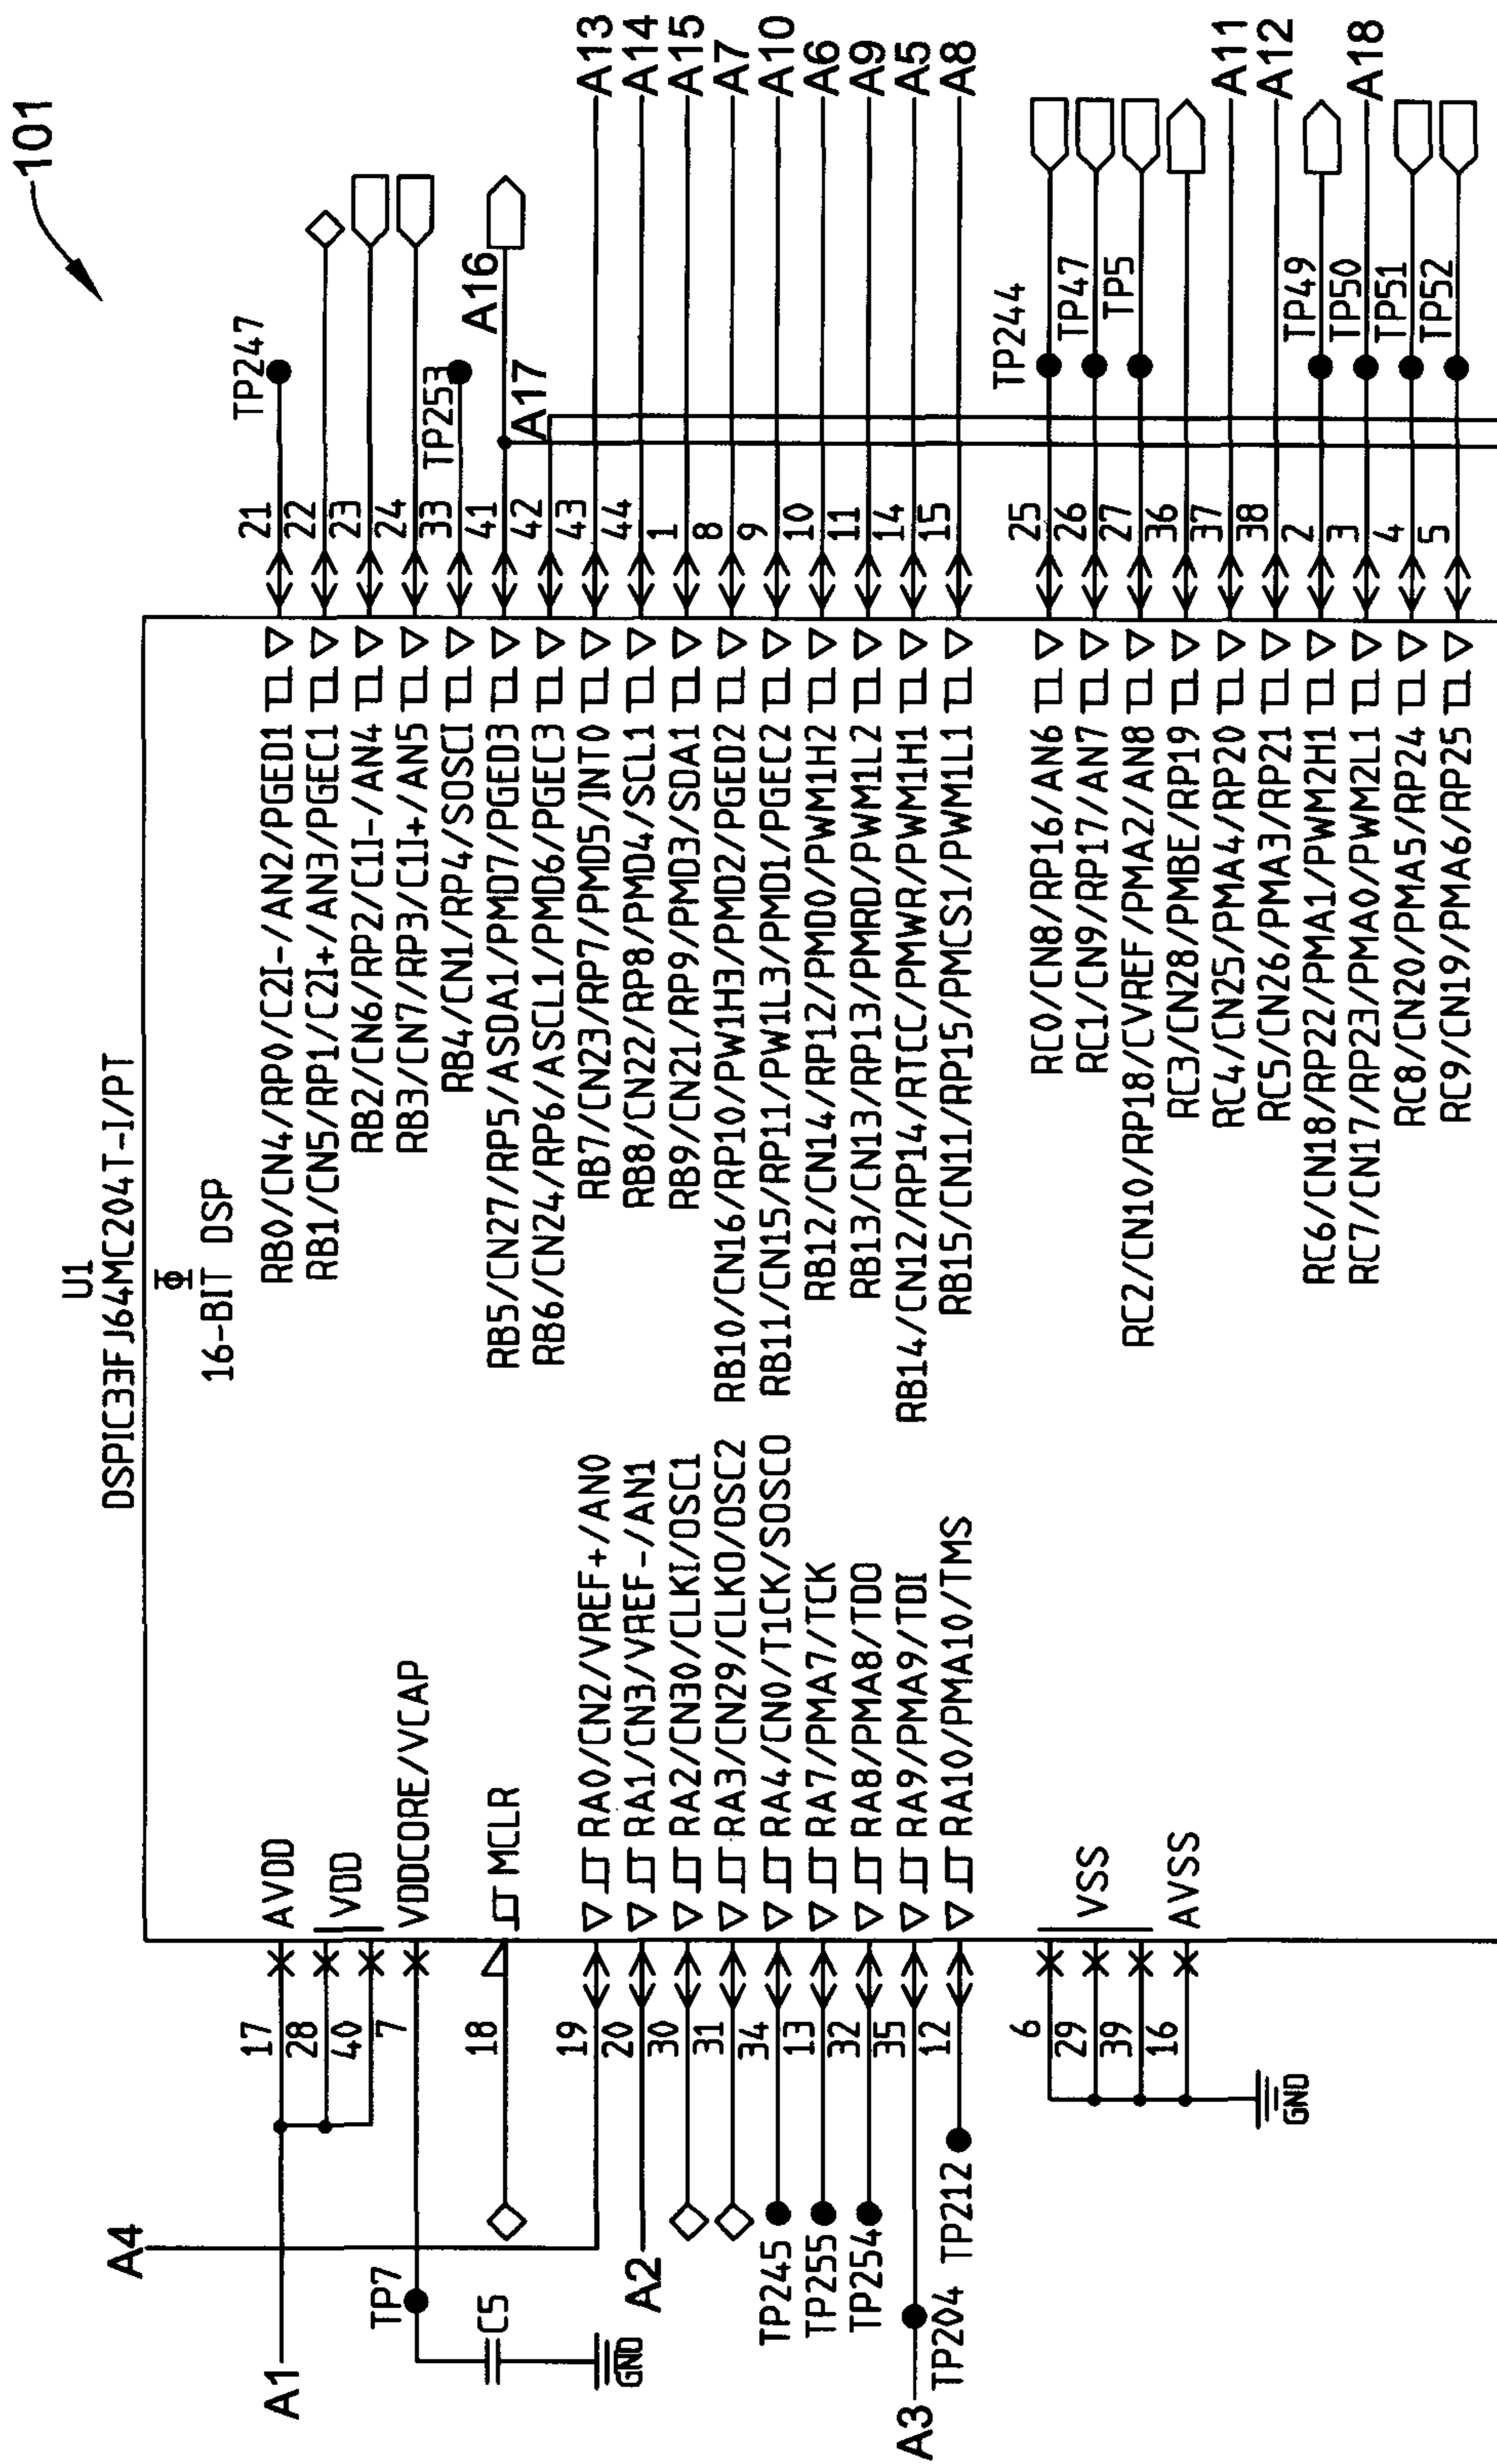 101
U1
DSPIC33FJ64MC204T-I/PT
16-BIT DSP
A4
A1
17 AVDD
28
VDD
40
TP7
7 VDDCORE/VCAP
C5
GND
18 MCLR
19 RA0/CN2/VREF+/AN0
A2 20 RA1/CN3/VREF-/AN1
30 RA2/CN30/CLKI/OSC1
31 RA3/CN29/CLKO/OSC2
TP245 34 RA4/CN0/T1CK/SOSCO
TP255 13 RA7/PMA7/TCK
TP254 32 RA8/PMA8/TDO
A3 TP204 35 RA9/PMA9/TDI
TP212 12 RA10/PMA10/TMS
6
29 VSS
39
16 AVSS
GND
RB0/CN4/RP0/C2I-/AN2/PGED1 21 TP247
RB1/CN5/RP1/C2I+/AN3/PGEC1 22
RB2/CN6/RP2/C1I-/AN4 23
RB3/CN7/RP3/C1I+/AN5 24
RB4/CN1/RP4/SOSCI 33 TP253
RB5/CN27/RP5/ASDA1/PMD7/PGED3 41 A16
RB6/CN24/RP6/ASCL1/PMD6/PGEC3 42 A17
RB7/CN23/RP7/PMD5/INT0 43 A13
RB8/CN22/RP8/PMD4/SCL1 44 A14
RB9/CN21/RP9/PMD3/SDA1 1 A15
RB10/CN16/RP10/PW1H3/PMD2/PGED2 8 A7
RB11/CN15/RP11/PW1L3/PMD1/PGEC2 9 A10
RB12/CN14/RP12/PMD0/PWM1H2 10 A6
RB13/CN13/RP13/PMRD/PWM1L2 11 A9
RB14/CN12/RP14/RTCC/PMWR/PWM1H1 14 A5
RB15/CN11/RP15/PMCS1/PWM1L1 15 A8
RC0/CN8/RP16/AN6 25 TP244
RC1/CN9/RP17/AN7 26 TP47
RC2/CN10/RP18/CVREF/PMA2/AN8 27 TP5
RC3/CN28/PMBE/RP19 36
RC4/CN25/PMA4/RP20 37 A11
RC5/CN26/PMA3/RP21 38 A12
RC6/CN18/RP22/PMA1/PWM2H1 2 TP49
RC7/CN17/RP23/PMA0/PWM2L1 3 TP50 A18
RC8/CN20/PMA5/RP24 4 TP51
RC9/CN19/PMA6/RP25 5 TP52